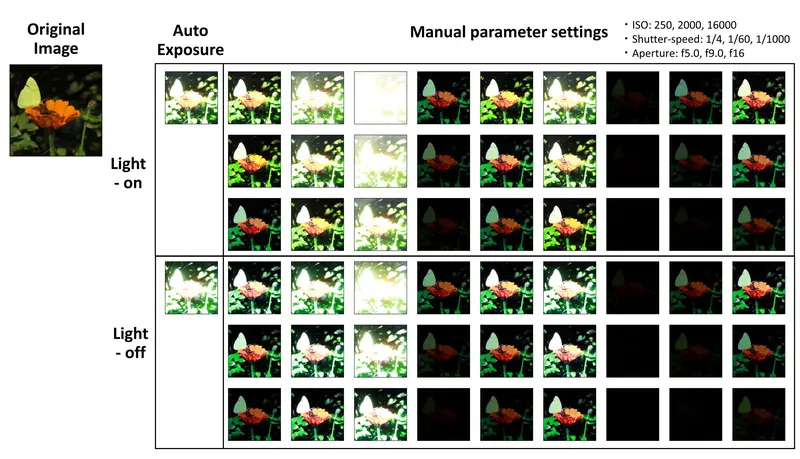 Original
Image
Auto
Exposure
Manual parameter settings
・ISO: 250, 2000, 16000
・Shutter-speed: 1/4, 1/60, 1/1000
・Aperture: f5.0, f9.0, f16
Light
- on
Light
- off